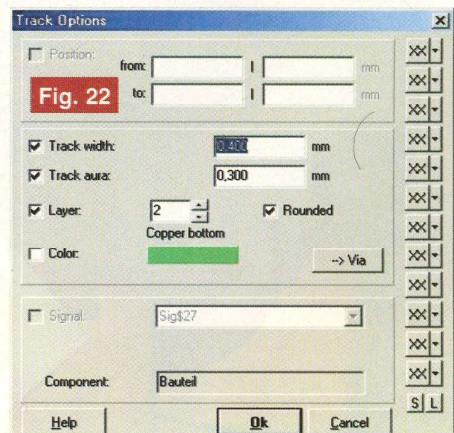 Track Options
Position:
from: I mm
Fig. 22
to: I mm
Track width: 0,400 mm
Track aura: 0,300 mm
Layer: 2 Rounded
Copper bottom
Color: --> Via
Signal: Sig$27
Component: Bauteil
S L
Help Ok Cancel